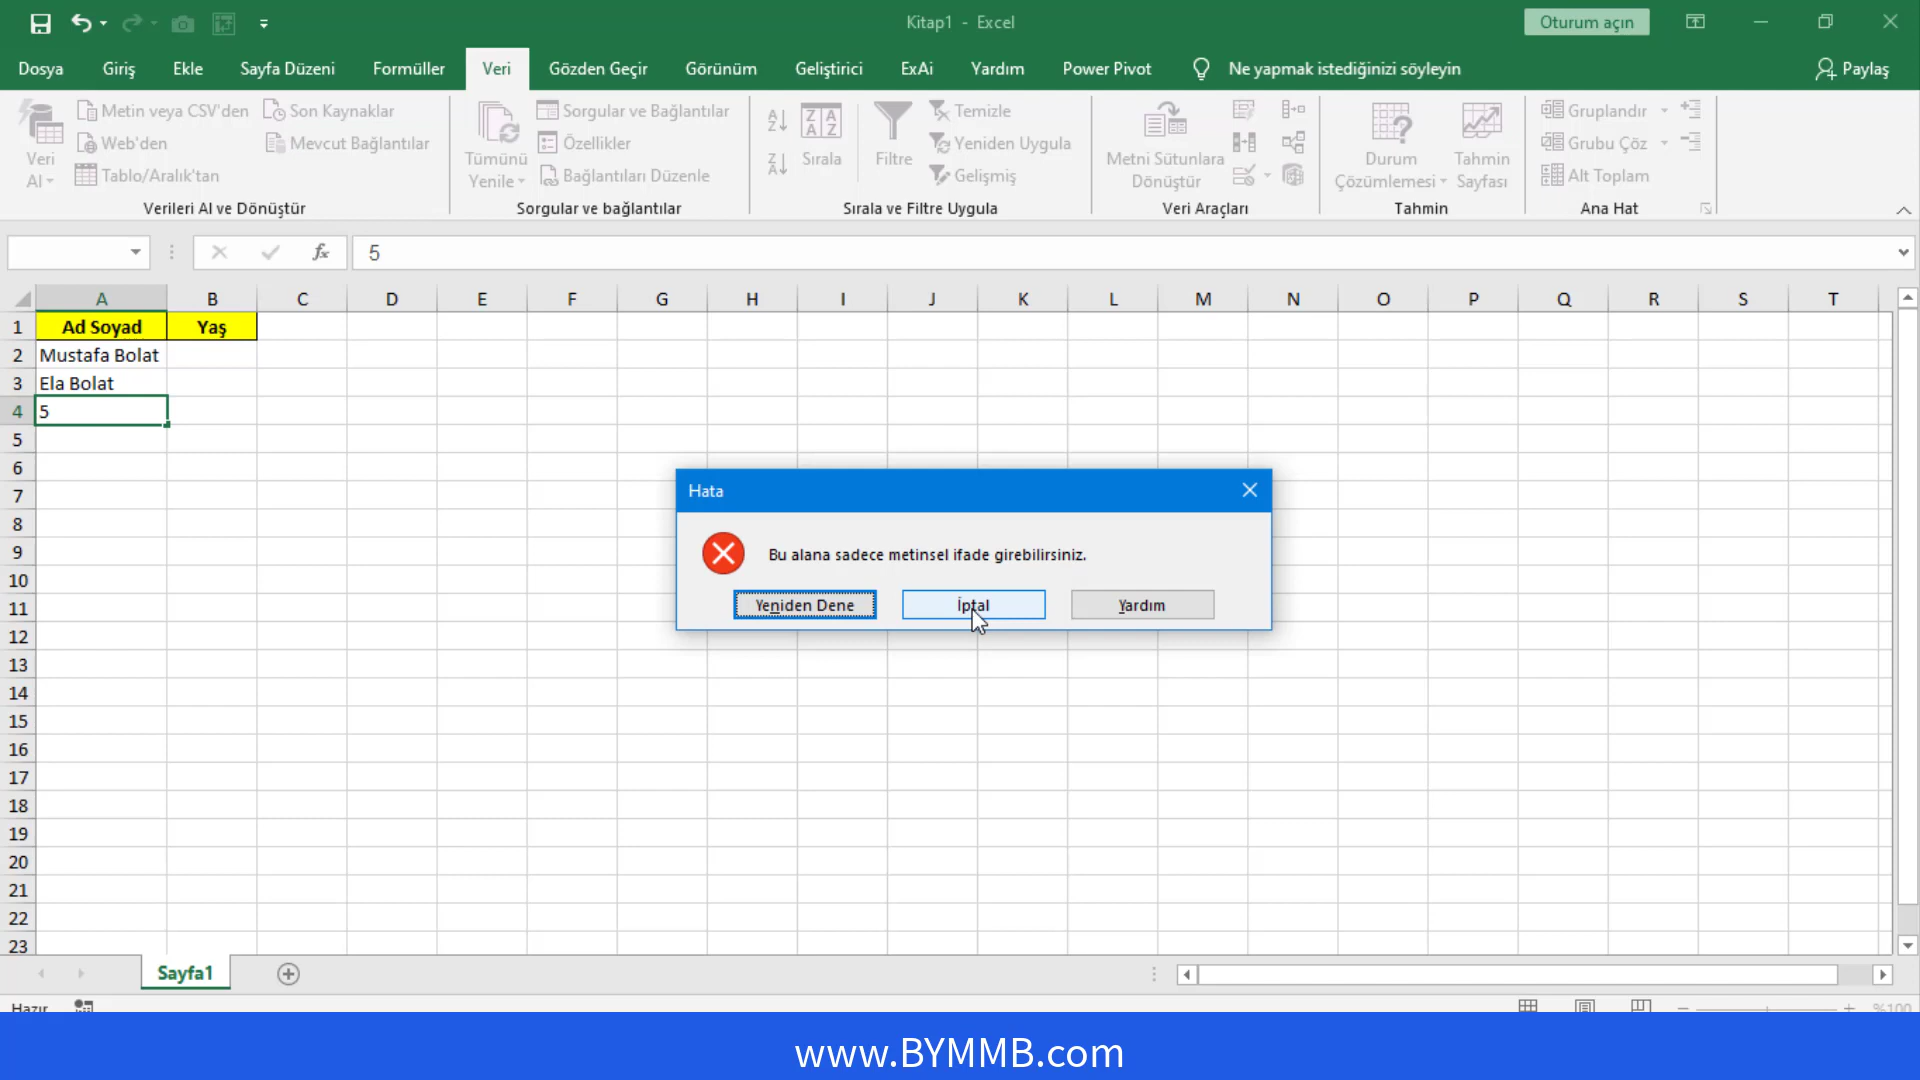 Kitap1 - Excel
Oturum açın
Dosya
Giriş
Ekle
Sayfa Düzeni
Formüller
Veri
Gözden Geçir
Görünüm
Geliştirici
ExAi
Yardım
Power Pivot
Ne yapmak istediğinizi söyleyin
Paylaş
Veri
Al
Metin veya CSV'den
Web'den
Tablo/Aralık'tan
Son Kaynaklar
Mevcut Bağlantılar
Verileri Al ve Dönüştür
Tümünü
Yenile
Sorgular ve Bağlantılar
Özellikler
Bağlantıları Düzenle
Sorgular ve bağlantılar
Sırala
Filtre
Temizle
Yeniden Uygula
Gelişmiş
Sırala ve Filtre Uygula
Metni Sütunlara
Dönüştür
Veri Araçları
Durum
Çözümlemesi
Tahmin
Sayfası
Tahmin
Gruplandır
Grubu Çöz
Alt Toplam
Ana Hat
fx
5
A B C D E F G H I J K L M N O P Q R S T
1 Ad Soyad Yaş
2 Mustafa Bolat
3 Ela Bolat
4 5
5
6
7
8
9
10
11
12
13
14
15
16
17
18
19
20
21
22
23
Hata
Bu alana sadece metinsel ifade girebilirsiniz.
Yeniden Dene
İptal
Yardım
Sayfa1
Hazır
%100
www.BYMMB.com